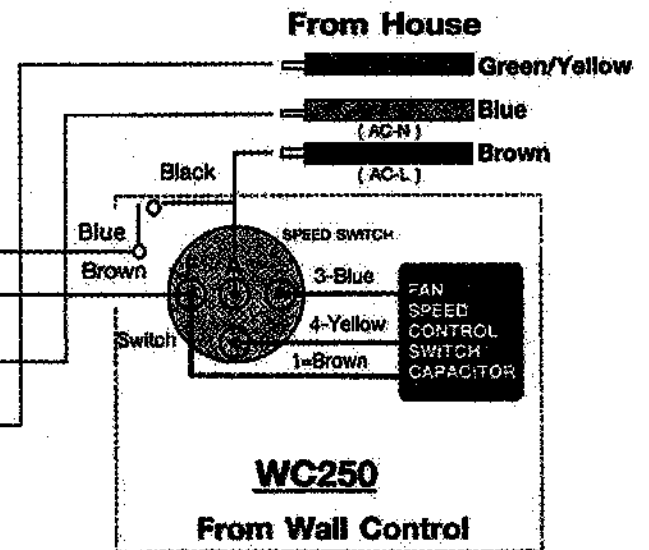 From House
Green/Yellow
Blue
( AC-N )
Brown
( AC-L )
Black
Blue
SPEED SWITCH
Brown
3-Blue
FAN
SPEED
4-Yellow
CONTROL
Switch
SWITCH
1=Brown
CAPACITOR
WC250
From Wall Control